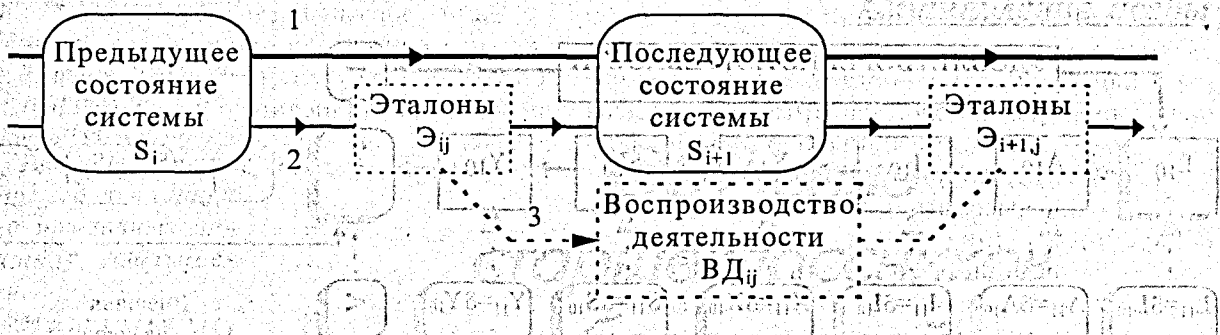 1
Предыдущее
состояние
системы
S_i
2
Эталоны
Э_ij
Последующее
состояние
системы
S_i+1
Эталоны
Э_i+1,j
3
Воспроизводство
деятельности
ВД_ij